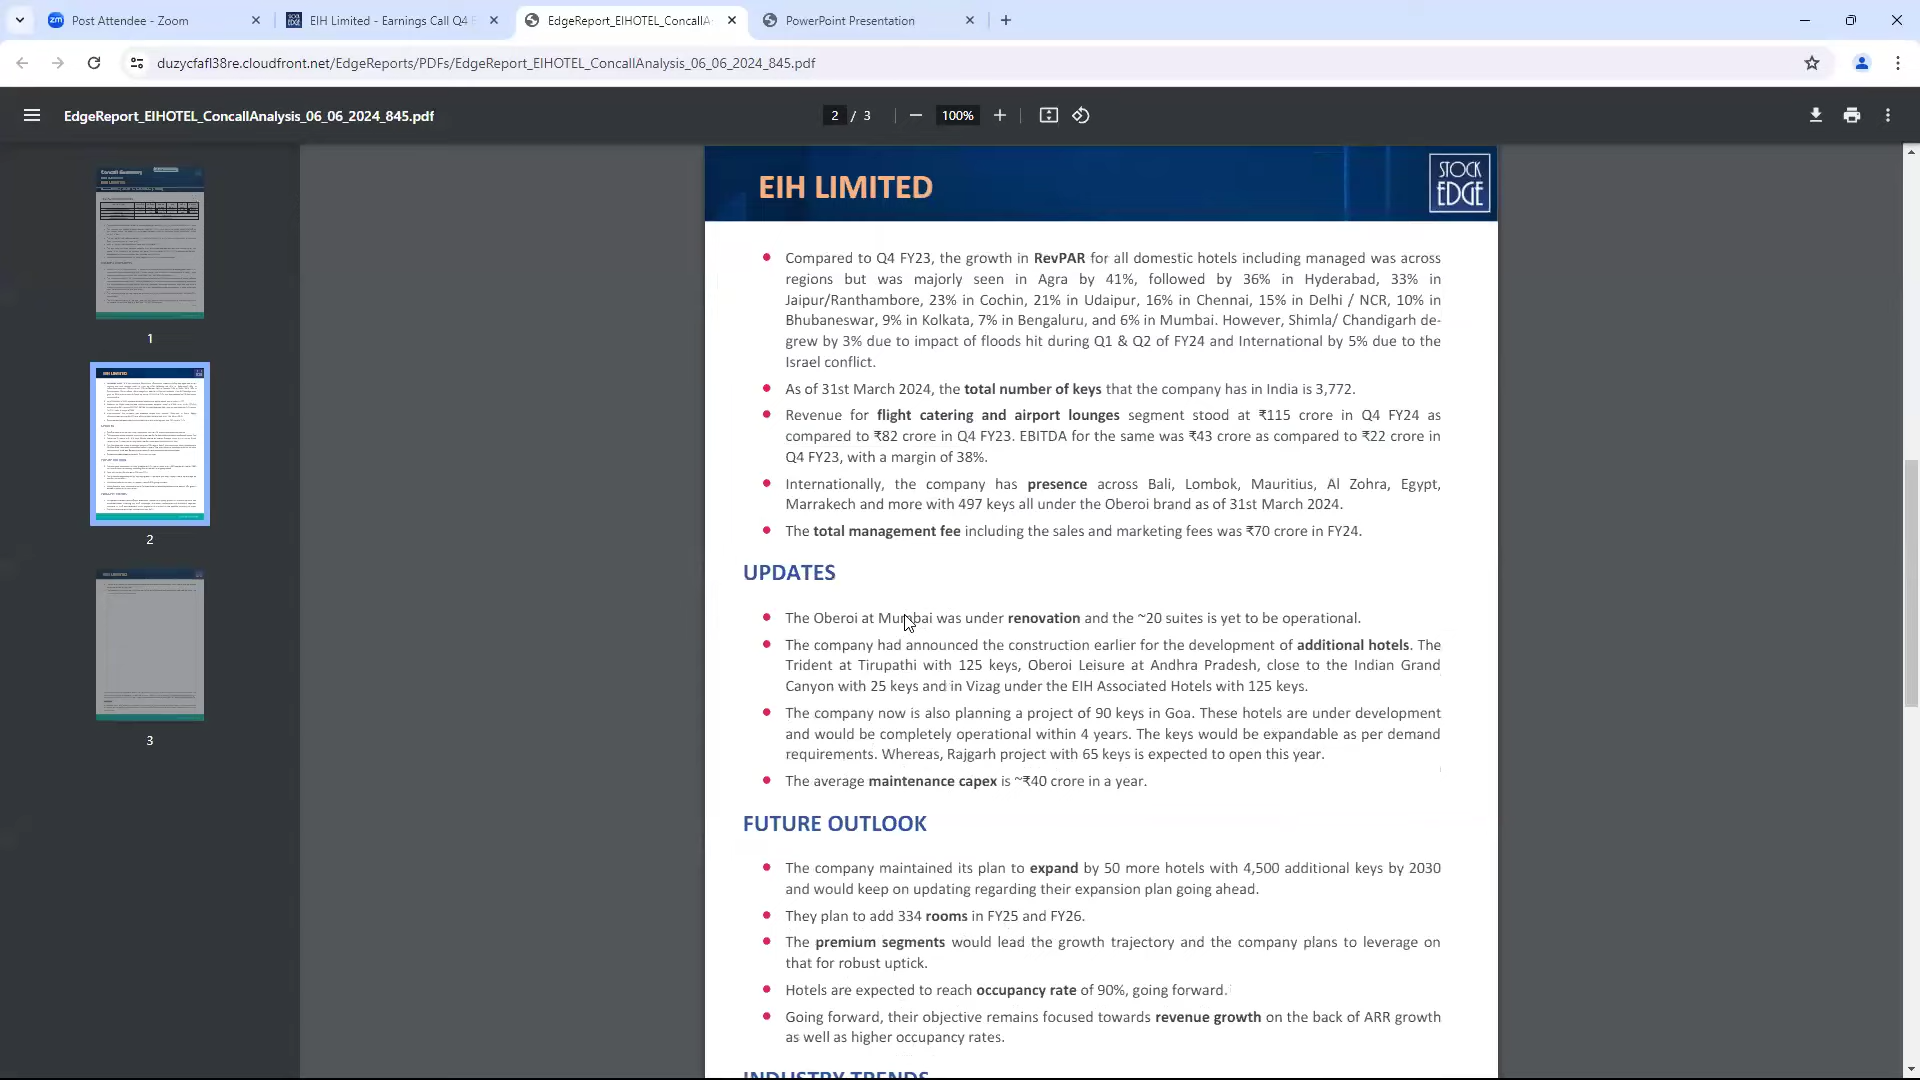 Post Attendee - Zoom
EIH Limited - Earnings Call Q4 F
EdgeReport_EIHOTEL_ConcallA
PowerPoint Presentation
duzycfafl38re.cloudfront.net/EdgeReports/PDFs/EdgeReport_EIHOTEL_ConcallAnalysis_06_06_2024_845.pdf
EdgeReport_EIHOTEL_ConcallAnalysis_06_06_2024_845.pdf
2 / 3
100%
1
2
3
EIH LIMITED
STOCK
EDGE
Compared to Q4 FY23, the growth in RevPAR for all domestic hotels including managed was across
regions but was majorly seen in Agra by 41%, followed by 36% in Hyderabad, 33% in
Jaipur/Ranthambore, 23% in Cochin, 21% in Udaipur, 16% in Chennai, 15% in Delhi / NCR, 10% in
Bhubaneswar, 9% in Kolkata, 7% in Bengaluru, and 6% in Mumbai. However, Shimla/ Chandigarh de-
grew by 3% due to impact of floods hit during Q1 & Q2 of FY24 and International by 5% due to the
Israel conflict.
As of 31st March 2024, the total number of keys that the company has in India is 3,772.
Revenue for flight catering and airport lounges segment stood at ₹115 crore in Q4 FY24 as
compared to ₹82 crore in Q4 FY23. EBITDA for the same was ₹43 crore as compared to ₹22 crore in
Q4 FY23, with a margin of 38%.
Internationally, the company has presence across Bali, Lombok, Mauritius, Al Zohra, Egypt,
Marrakech and more with 497 keys all under the Oberoi brand as of 31st March 2024.
The total management fee including the sales and marketing fees was ₹70 crore in FY24.
UPDATES
The Oberoi at Mumbai was under renovation and the ~20 suites is yet to be operational.
The company had announced the construction earlier for the development of additional hotels. The
Trident at Tirupathi with 125 keys, Oberoi Leisure at Andhra Pradesh, close to the Indian Grand
Canyon with 25 keys and in Vizag under the EIH Associated Hotels with 125 keys.
The company now is also planning a project of 90 keys in Goa. These hotels are under development
and would be completely operational within 4 years. The keys would be expandable as per demand
requirements. Whereas, Rajgarh project with 65 keys is expected to open this year.
The average maintenance capex is ~₹40 crore in a year.
FUTURE OUTLOOK
The company maintained its plan to expand by 50 more hotels with 4,500 additional keys by 2030
and would keep on updating regarding their expansion plan going ahead.
They plan to add 334 rooms in FY25 and FY26.
The premium segments would lead the growth trajectory and the company plans to leverage on
that for robust uptick.
Hotels are expected to reach occupancy rate of 90%, going forward.
Going forward, their objective remains focused towards revenue growth on the back of ARR growth
as well as higher occupancy rates.
INDUSTRY TRENDS